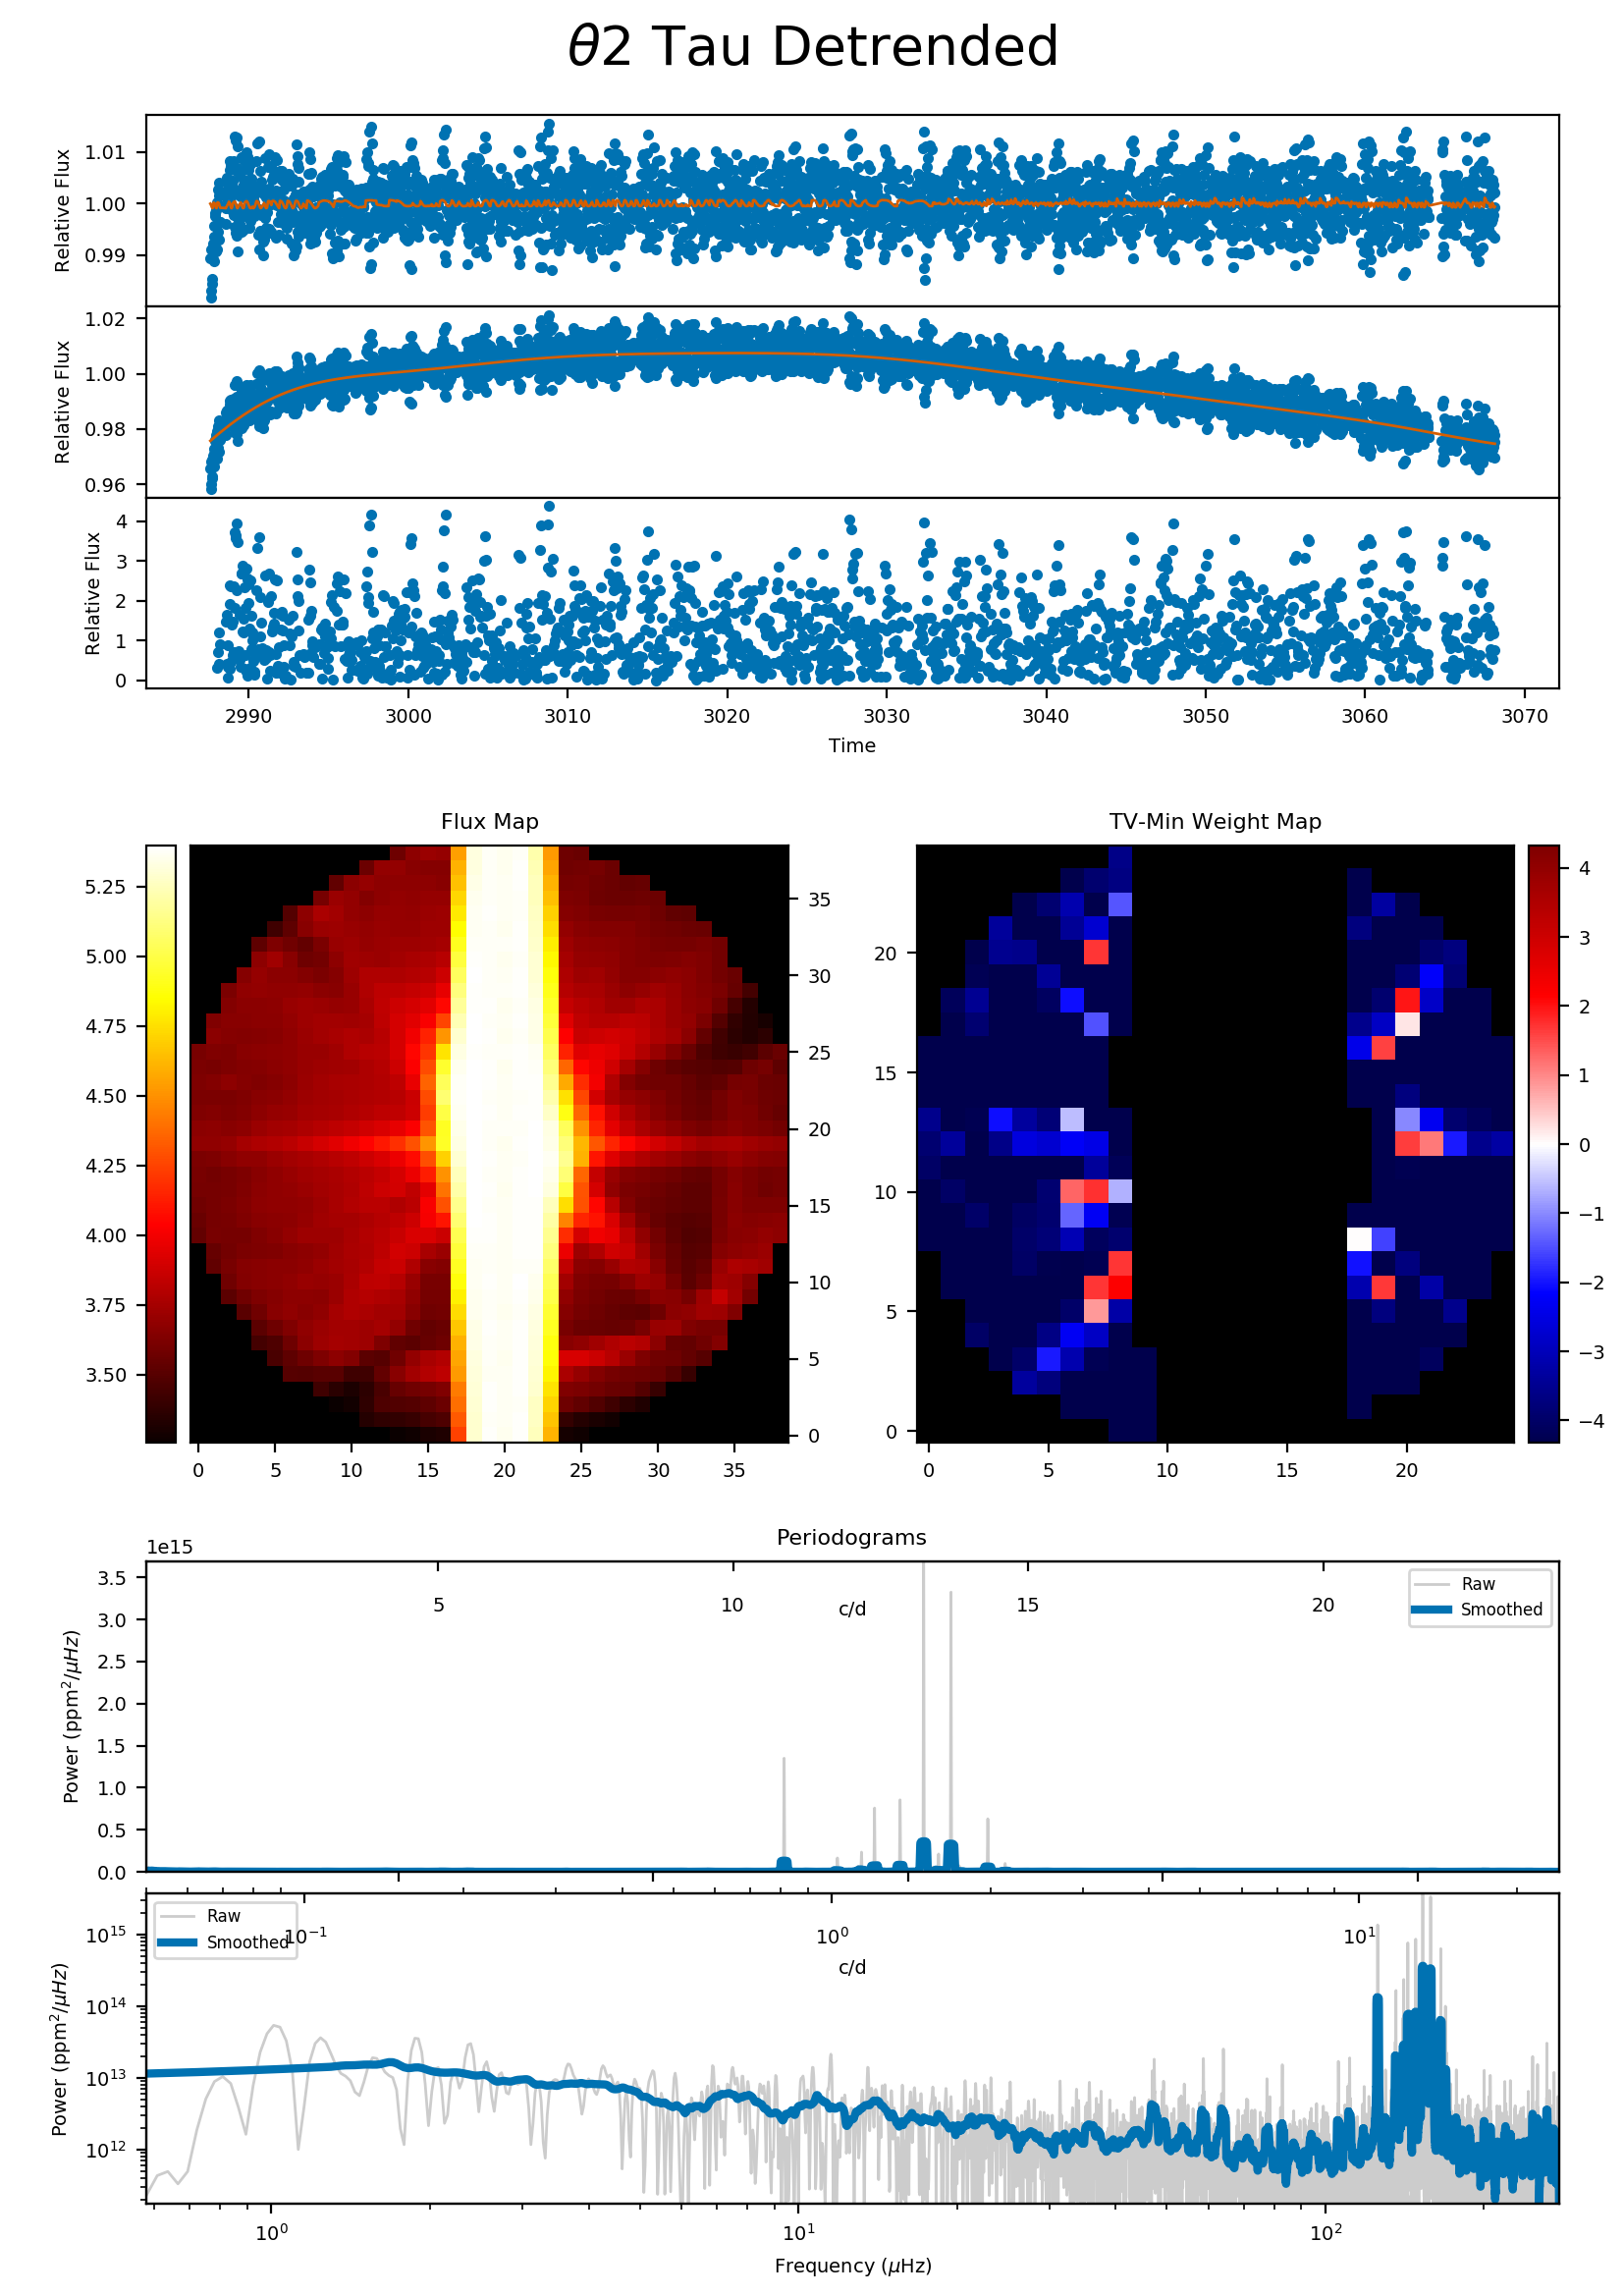 θ2 Tau Detrended
Relative Flux
1.01
1.00
0.99
Relative Flux
1.02
1.00
0.98
0.96
Relative Flux
4
3
2
1
0
2990 3000 3010 3020 3030 3040 3050 3060 3070
Time
Flux Map
5.25
5.00
4.75
4.50
4.25
4.00
3.75
3.50
35
30
25
20
15
10
5
0
0 5 10 15 20 25 30 35
TV-Min Weight Map
20
15
10
5
0
0 5 10 15 20
4
3
2
1
0
−1
−2
−3
−4
Periodograms
1e15
Power (ppm²/μHz)
3.5
3.0
2.5
2.0
1.5
1.0
0.5
0.0
5 10 15 20
c/d
Raw
Smoothed
Power (ppm²/μHz)
10¹⁵
10¹⁴
10¹³
10¹²
Raw
Smoothed
10⁻¹ 10⁰ 10¹
c/d
10⁰ 10¹ 10²
Frequency (μHz)